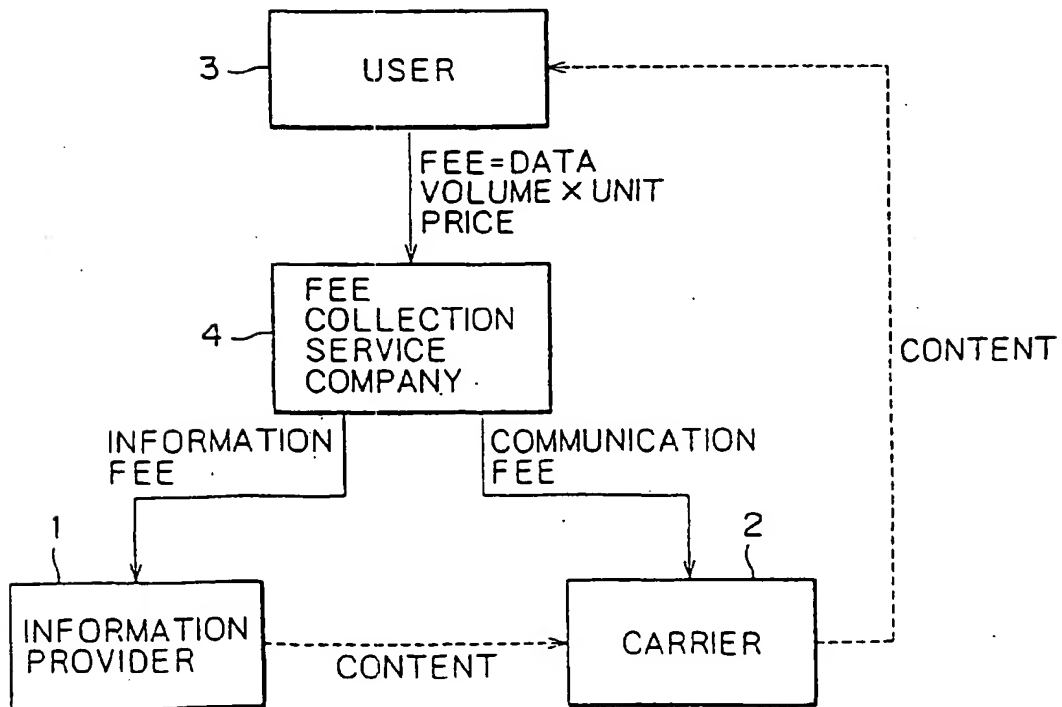 3
USER
FEE=DATA
VOLUME×UNIT
PRICE
4
FEE
COLLECTION
SERVICE
COMPANY
CONTENT
INFORMATION
FEE
COMMUNICATION
FEE
1
2
INFORMATION
PROVIDER
CONTENT
CARRIER